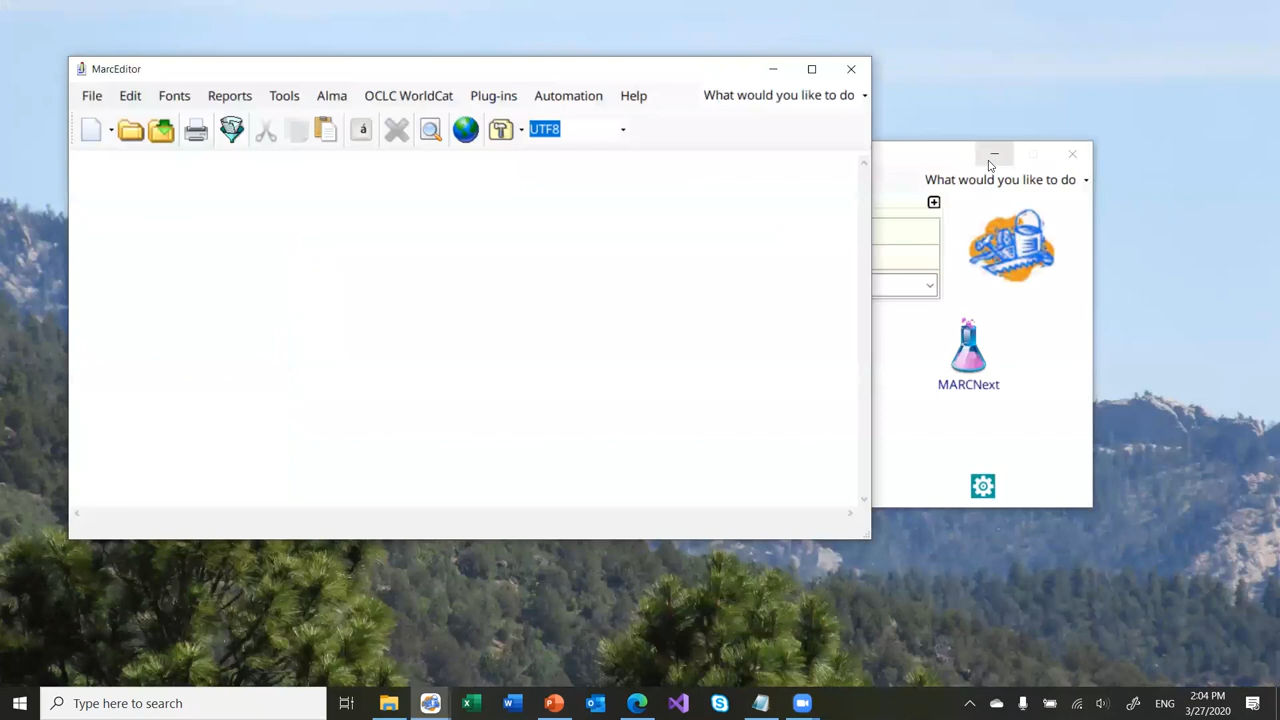 MarcEditor
File Edit Fonts Reports Tools Alma OCLC WorldCat Plug-ins Automation Help What would you like to do
á UTF8
What would you like to do
MARCNext
Type here to search
ENG
2:04 PM
3/27/2020